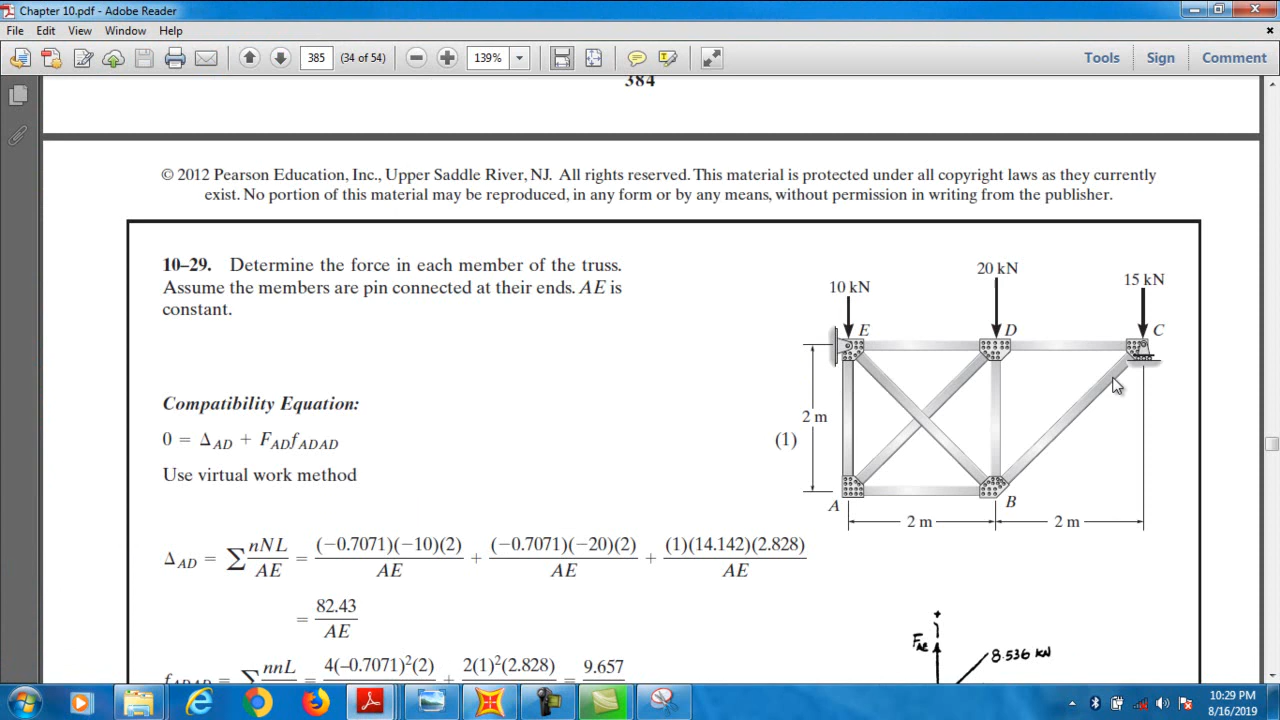 Chapter 10.pdf - Adobe Reader
File Edit View Window Help
385 (34 of 54) 139% Tools Sign Comment
384
© 2012 Pearson Education, Inc., Upper Saddle River, NJ. All rights reserved. This material is protected under all copyright laws as they currently
exist. No portion of this material may be reproduced, in any form or by any means, without permission in writing from the publisher.
10–29. Determine the force in each member of the truss.
Assume the members are pin connected at their ends. AE is
constant.
20 kN
10 kN
15 kN
E
D
C
2 m
A
B
2 m
2 m
Compatibility Equation:
0 = Δ_AD + F_AD f_ADAD (1)
Use virtual work method
Δ_AD = ∑ nNL/AE = (−0.7071)(−10)(2)/AE + (−0.7071)(−20)(2)/AE + (1)(14.142)(2.828)/AE
= 82.43/AE
f_ADAD = ∑ nnL = 4(−0.7071)²(2) + 2(1)²(2.828) = 9.657
F_AE
8.536 kN
10:29 PM
8/16/2019